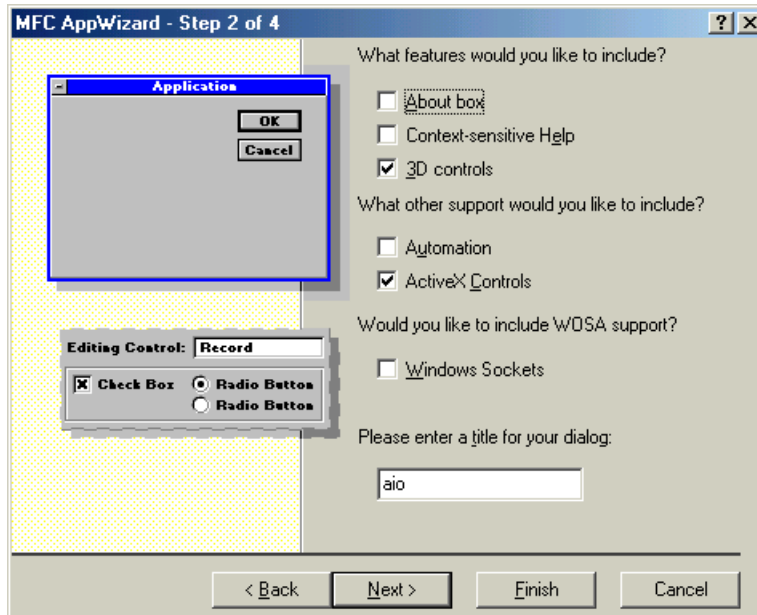 MFC AppWizard - Step 2 of 4
Application
OK
Cancel
Editing Control: Record
Check Box
Radio Button
Radio Button
What features would you like to include?
About box
Context-sensitive Help
3D controls
What other support would you like to include?
Automation
ActiveX Controls
Would you like to include WOSA support?
Windows Sockets
Please enter a title for your dialog:
aio
< Back Next > Finish Cancel